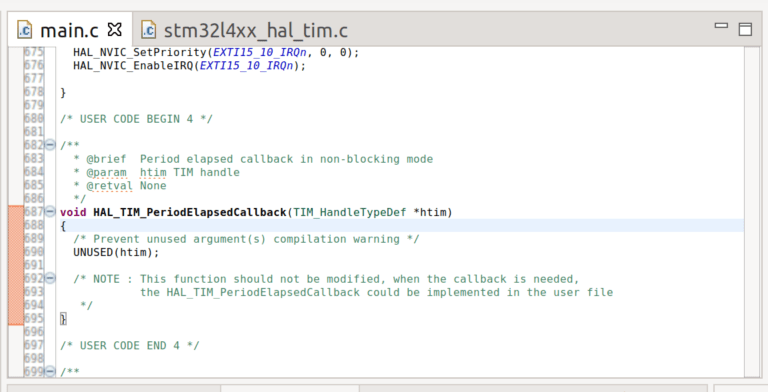 main.c
stm32l4xx_hal_tim.c
675 HAL_NVIC_SetPriority(EXTI15_10_IRQn, 0, 0);
676 HAL_NVIC_EnableIRQ(EXTI15_10_IRQn);
677
678 }
679
680 /* USER CODE BEGIN 4 */
681
682 /**
683 * @brief Period elapsed callback in non-blocking mode
684 * @param htim TIM handle
685 * @retval None
686 */
687 void HAL_TIM_PeriodElapsedCallback(TIM_HandleTypeDef *htim)
688 {
689 /* Prevent unused argument(s) compilation warning */
690 UNUSED(htim);
691
692 /* NOTE : This function should not be modified, when the callback is needed,
693 the HAL_TIM_PeriodElapsedCallback could be implemented in the user file
694 */
695 }
696
697 /* USER CODE END 4 */
698
699 /**